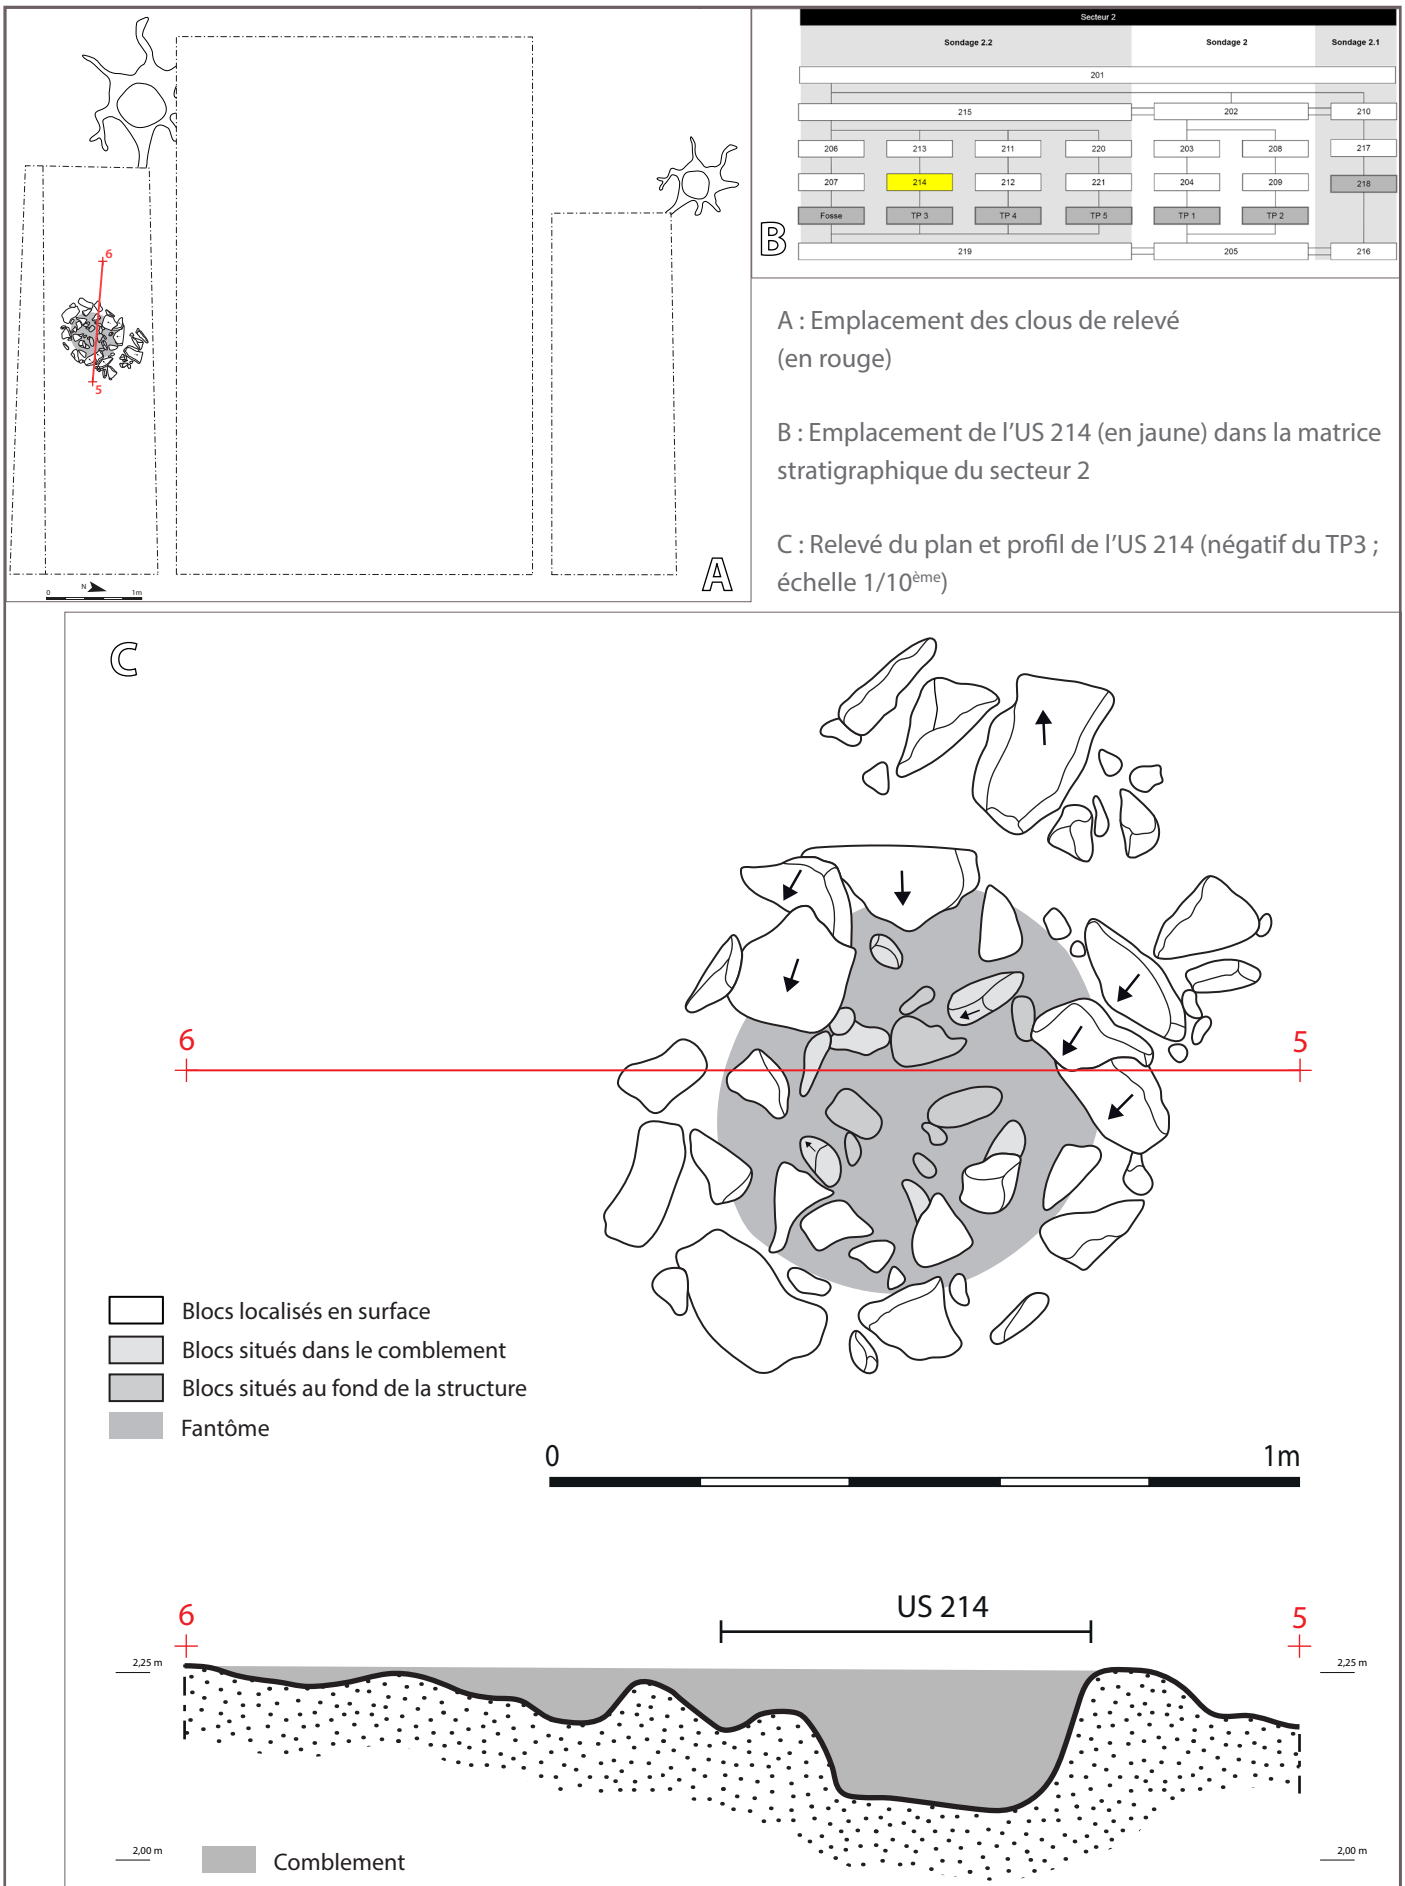 6
5
0
N
1m
A
Secteur 2
Sondage 2.2
Sondage 2
Sondage 2.1
201
215
202
210
206
213
211
220
203
208
217
207
214
212
221
204
209
218
Fosse
TP 3
TP 4
TP 5
TP 1
TP 2
219
205
216
B
A : Emplacement des clous de relevé
(en rouge)
B : Emplacement de l'US 214 (en jaune) dans la matrice
stratigraphique du secteur 2
C : Relevé du plan et profil de l'US 214 (négatif du TP3 ;
échelle 1/10ème)
C
6
5
Blocs localisés en surface
Blocs situés dans le comblement
Blocs situés au fond de la structure
Fantôme
0
1m
US 214
6
5
2,25 m
2,25 m
2,00 m
2,00 m
Comblement